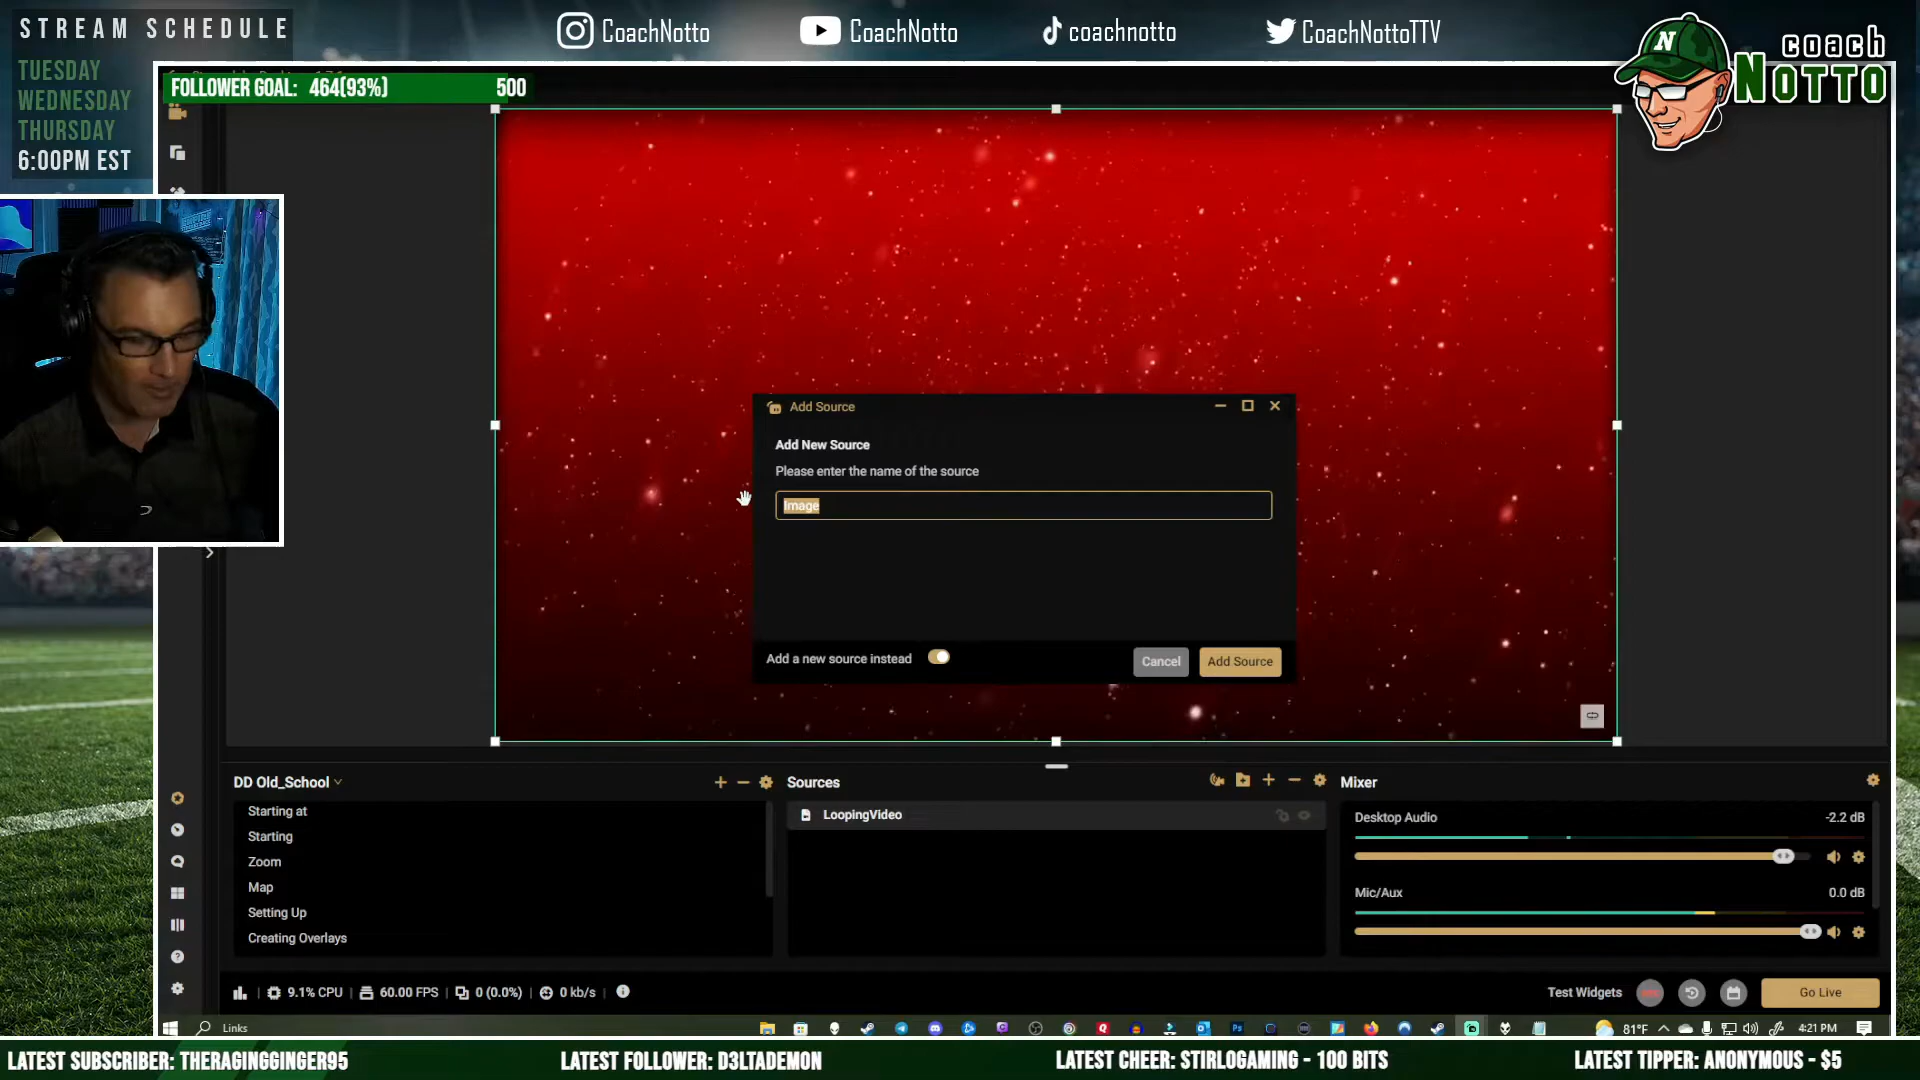 STREAM SCHEDULE
TUESDAY
WEDNESDAY
THURSDAY
6:00PM EST
CoachNotto
CoachNotto
coachnotto
CoachNottoTTV
N
coach
NOTTO
FOLLOWER GOAL: 464(93%) 500
Add Source
Add New Source
Please enter the name of the source
Image
Add a new source instead
Cancel
Add Source
DD Old_School
Starting at
Starting
Zoom
Map
Setting Up
Creating Overlays
Sources
LoopingVideo
Mixer
Desktop Audio -2.2 dB
Mic/Aux 0.0 dB
9.1% CPU
60.00 FPS
0 (0.0%)
0 kb/s
Test Widgets
Go Live
Links
81°F
4:21 PM
LATEST SUBSCRIBER: THERAGINGGINGER95
LATEST FOLLOWER: D3LTADEMON
LATEST CHEER: STIRLOGAMING - 100 BITS
LATEST TIPPER: ANONYMOUS - $5